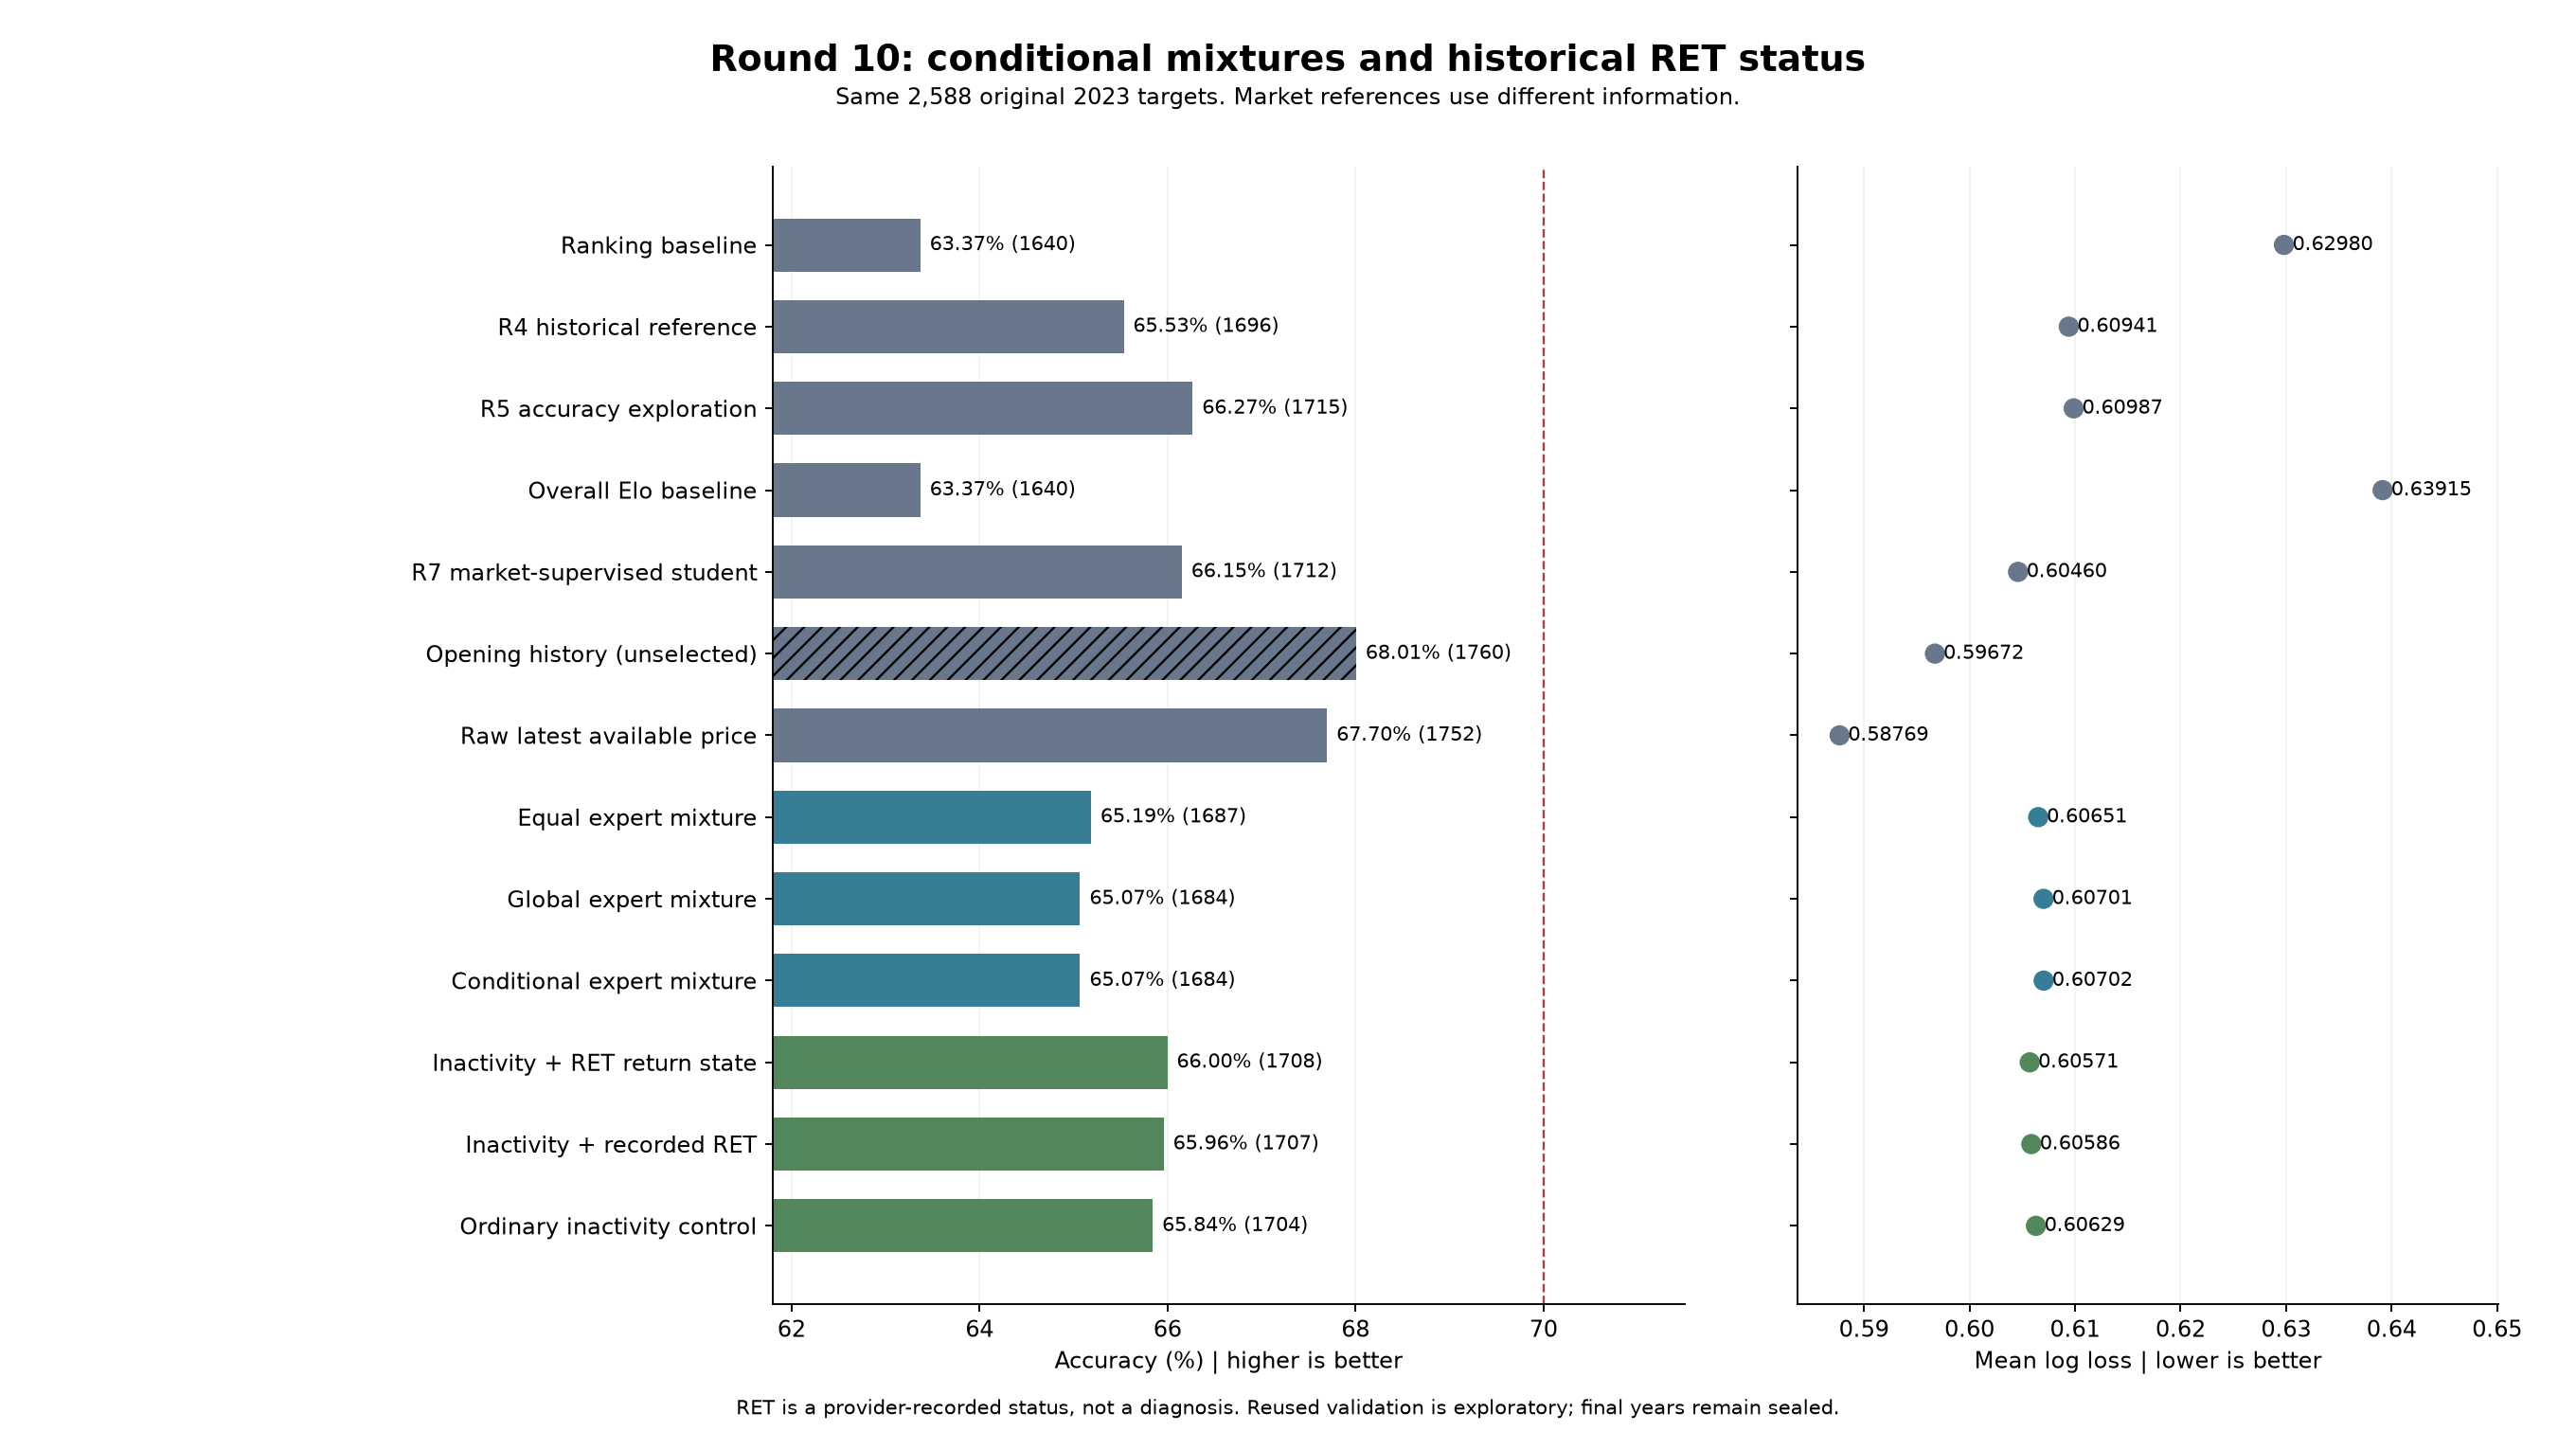 Round 10: conditional mixtures and historical RET status
Same 2,588 original 2023 targets. Market references use different information.
Ranking baseline
63.37% (1640)
0.62980
R4 historical reference
65.53% (1696)
0.60941
R5 accuracy exploration
66.27% (1715)
0.60987
Overall Elo baseline
63.37% (1640)
0.63915
R7 market-supervised student
66.15% (1712)
0.60460
Opening history (unselected)
68.01% (1760)
0.59672
Raw latest available price
67.70% (1752)
0.58769
Equal expert mixture
65.19% (1687)
0.60651
Global expert mixture
65.07% (1684)
0.60701
Conditional expert mixture
65.07% (1684)
0.60702
Inactivity + RET return state
66.00% (1708)
0.60571
Inactivity + recorded RET
65.96% (1707)
0.60586
Ordinary inactivity control
65.84% (1704)
0.60629
62 64 66 68 70
0.59 0.60 0.61 0.62 0.63 0.64 0.65
Accuracy (%) | higher is better
Mean log loss | lower is better
RET is a provider-recorded status, not a diagnosis. Reused validation is exploratory; final years remain sealed.